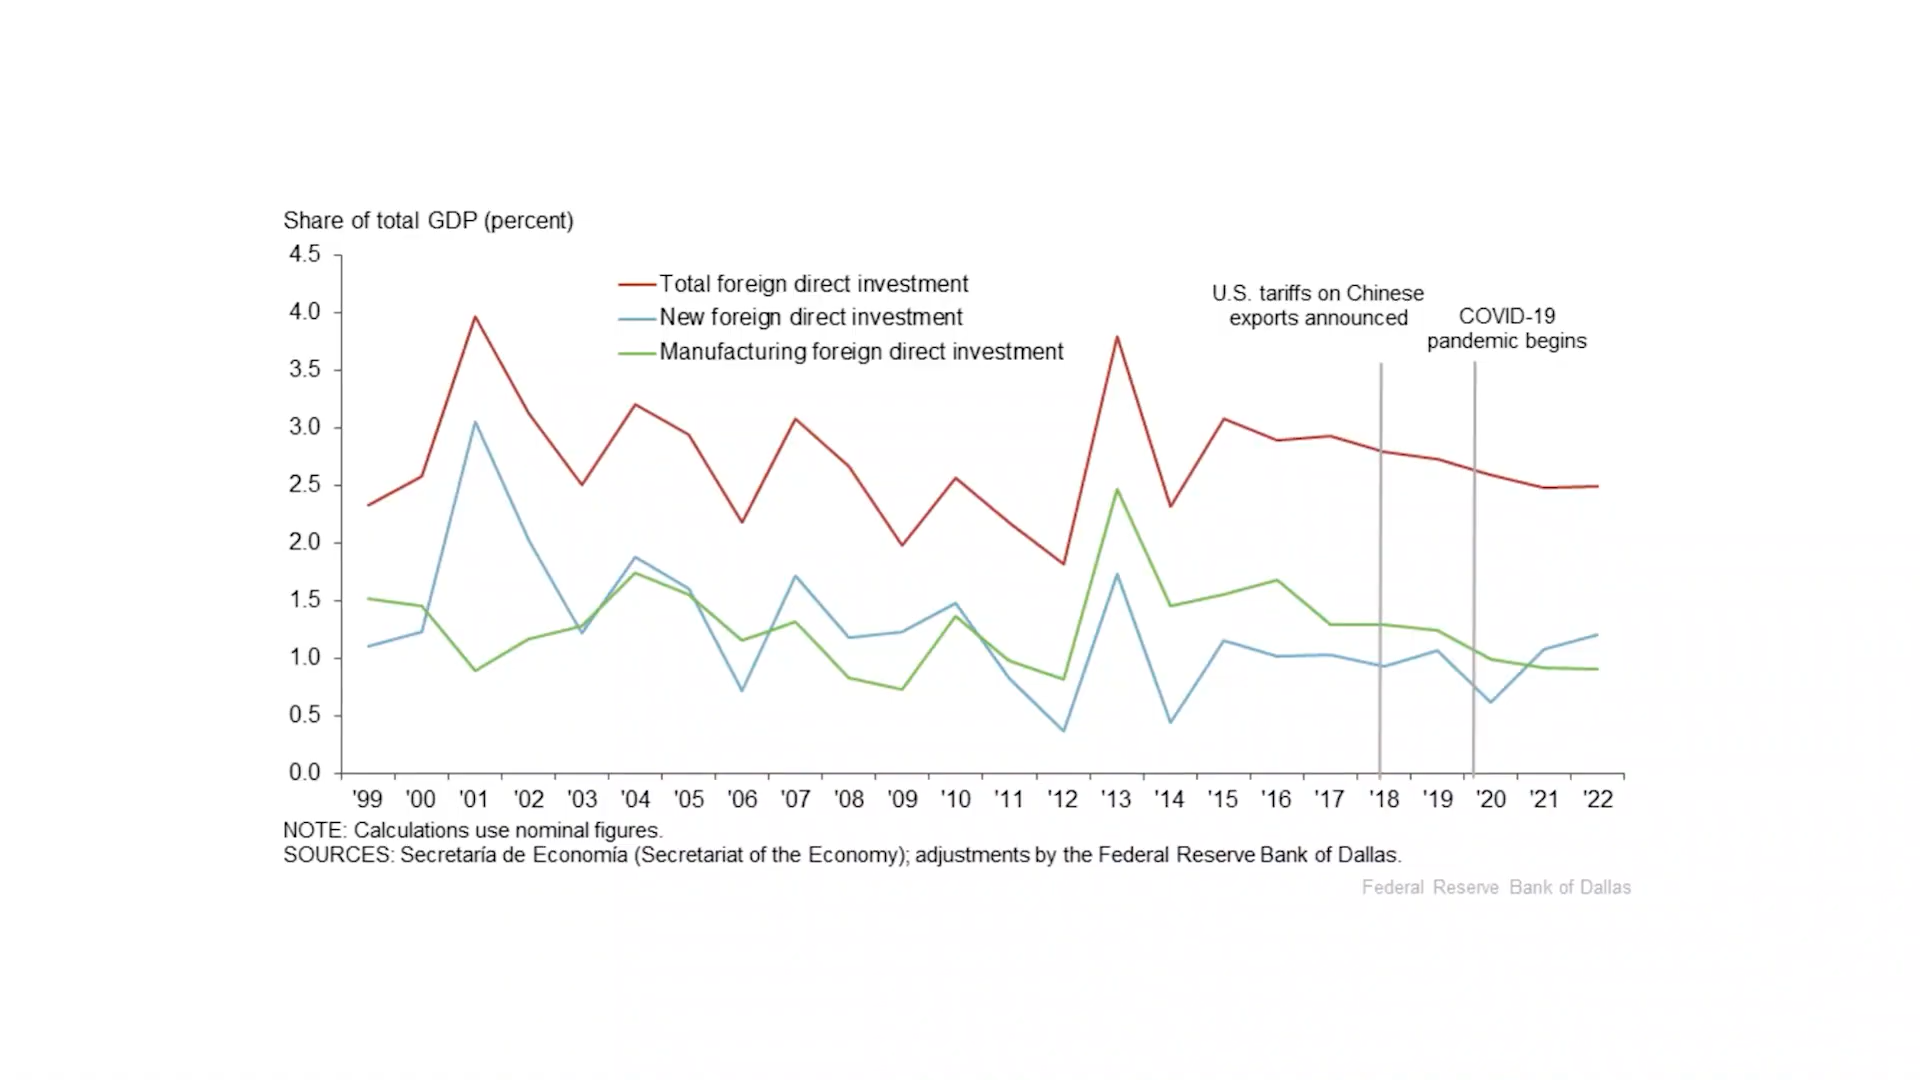 Share of total GDP (percent)
4.5
4.0
3.5
3.0
2.5
2.0
1.5
1.0
0.5
0.0
Total foreign direct investment
New foreign direct investment
Manufacturing foreign direct investment
U.S. tariffs on Chinese
exports announced
COVID-19
pandemic begins
'99 '00 '01 '02 '03 '04 '05 '06 '07 '08 '09 '10 '11 '12 '13 '14 '15 '16 '17 '18 '19 '20 '21 '22
NOTE: Calculations use nominal figures.
SOURCES: Secretaría de Economía (Secretariat of the Economy); adjustments by the Federal Reserve Bank of Dallas.
Federal Reserve Bank of Dallas